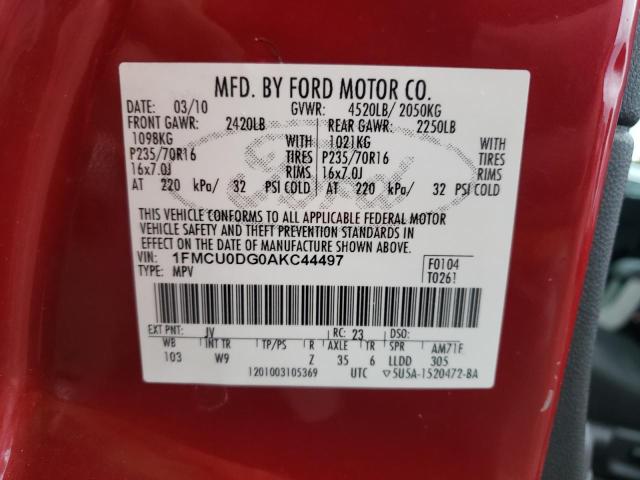 MFD. BY FORD MOTOR CO.
DATE: 03/10 GVWR: 4520LB/ 2050KG
FRONT GAWR: 2420LB REAR GAWR: 2250LB
1098KG WITH 1021KG WITH
P235/70R16 TIRES P235/70R16 TIRES
16x7.0J RIMS 16x7.0J RIMS
AT 220 kPa/ 32 PSI COLD AT 220 kPa/ 32 PSI COLD
Ford
THIS VEHICLE CONFORMS TO ALL APPLICABLE FEDERAL MOTOR
VEHICLE SAFETY AND THEFT PREVENTION STANDARDS IN
EFFECT ON THE DATE OF MANUFACTURE SHOWN ABOVE.
VIN: 1FMCU0DG0AKC44497 F0104
TYPE: MPV T0261
EXT PNT: JV RC: 23 DSO:
WB INT TR TP/PS R AXLE TR SPR AM71F
103 W9 Z 35 6 LLDD 305
1201003105369 UTC ▽5U5A-1520472-BA